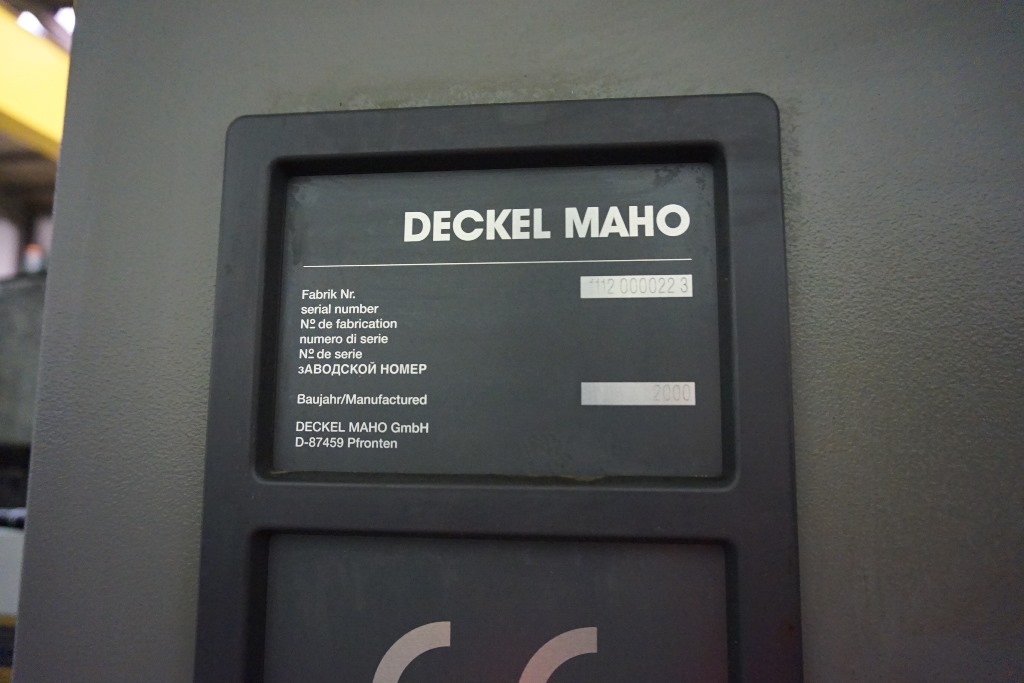 DECKEL MAHO
Fabrik Nr. 1112 000022 3
serial number
Nº de fabrication
numero di serie
Nº de serie
зАВОДСКОЙ НОМЕР
Baujahr/Manufactured 2000
DECKEL MAHO GmbH
D-87459 Pfronten
CE